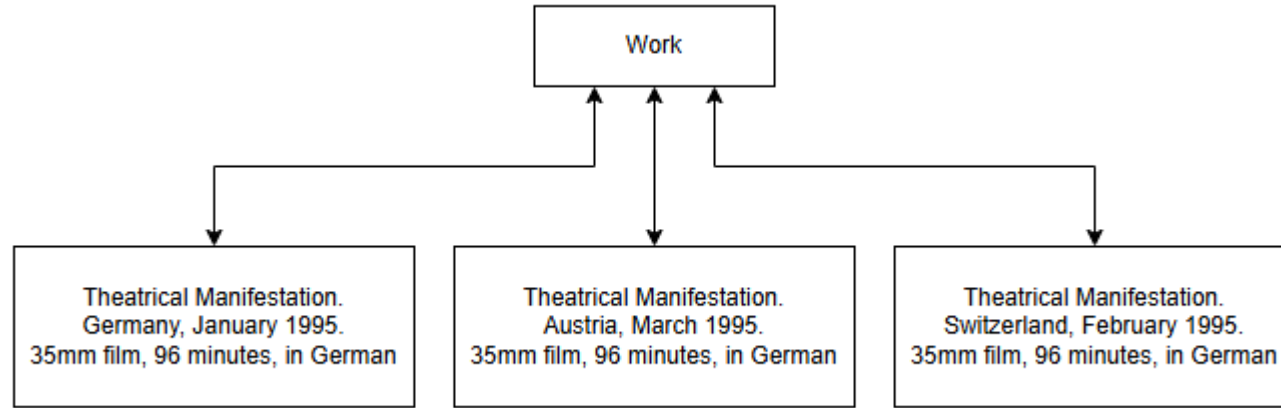 Work
Theatrical Manifestation.
Germany, January 1995.
35mm film, 96 minutes, in German
Theatrical Manifestation.
Austria, March 1995.
35mm film, 96 minutes, in German
Theatrical Manifestation.
Switzerland, February 1995.
35mm film, 96 minutes, in German